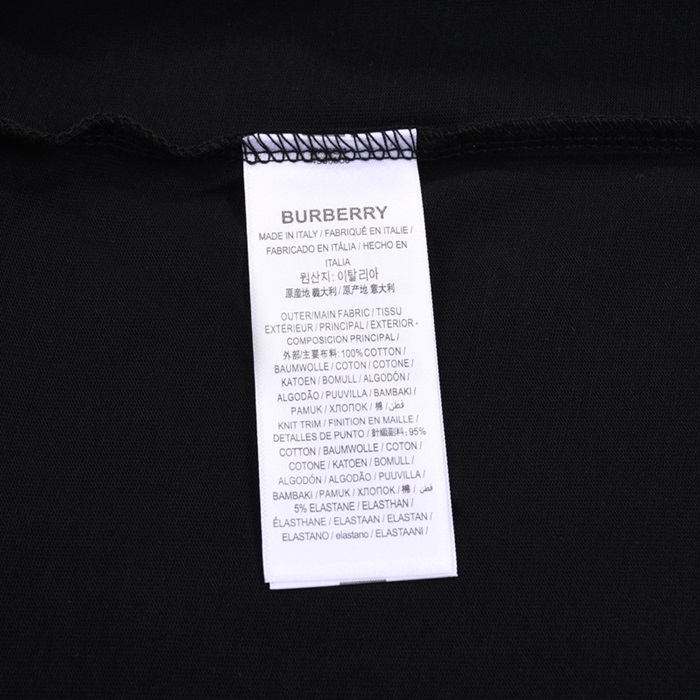 BURBERRY
MADE IN ITALY / FABRIQUÉ EN ITALIE /
FABRICADO EN ITÁLIA / HECHO EN
ITALIA
원산지: 이탈리아
原産地 義大利 / 原产地 意大利
OUTER/MAIN FABRIC / TISSU
EXTÉRIEUR / PRINCIPAL / EXTERIOR -
COMPOSICION PRINCIPAL /
外部/主要布料: 100% COTTON /
BAUMWOLLE / COTON / COTONE /
KATOEN / BOMULL / ALGODÓN /
ALGODÃO / PUUVILLA / BAMBAKI /
PAMUK / ХЛОПОК / 棉 / قطن /
KNIT TRIM / FINITION EN MAILLE /
DETALLES DE PUNTO / 針織副料: 95%
COTTON / BAUMWOLLE / COTON /
COTONE / KATOEN / BOMULL /
ALGODÓN / ALGODÃO / PUUVILLA /
BAMBAKI / PAMUK / ХЛОПОК / 棉 / قطن /
5% ELASTANE / ELASTHAN /
ÉLASTHANE / ELASTAAN / ELASTAN /
ELASTANO / elastano / ELASTAANI /